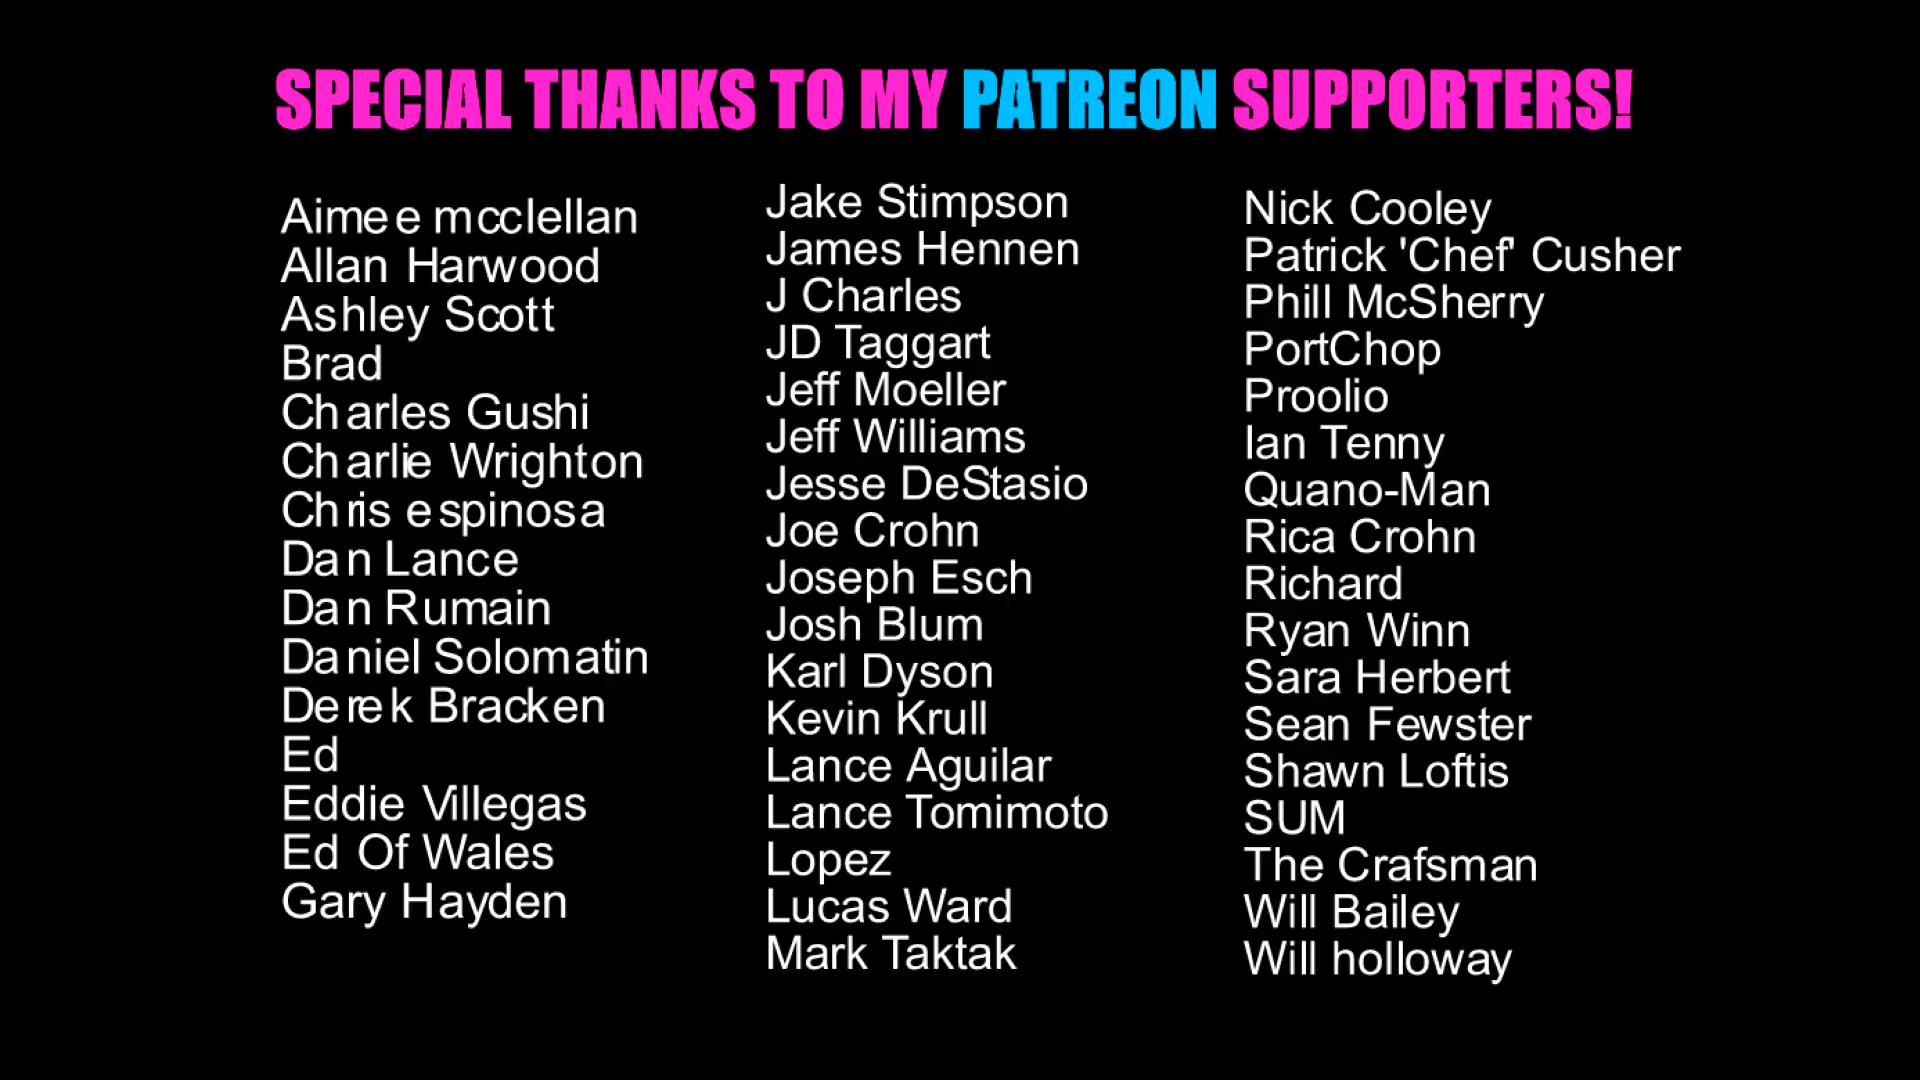 SPECIAL THANKS TO MY PATREON SUPPORTERS!
Aimee mcclellan
Allan Harwood
Ashley Scott
Brad
Charles Gushi
Charlie Wrighton
Chris espinosa
Dan Lance
Dan Rumain
Daniel Solomatin
Derek Bracken
Ed
Eddie Villegas
Ed Of Wales
Gary Hayden
Jake Stimpson
James Hennen
J Charles
JD Taggart
Jeff Moeller
Jeff Williams
Jesse DeStasio
Joe Crohn
Joseph Esch
Josh Blum
Karl Dyson
Kevin Krull
Lance Aguilar
Lance Tomimoto
Lopez
Lucas Ward
Mark Taktak
Nick Cooley
Patrick 'Chef' Cusher
Phill McSherry
PortChop
Proolio
Ian Tenny
Quano-Man
Rica Crohn
Richard
Ryan Winn
Sara Herbert
Sean Fewster
Shawn Loftis
SUM
The Crafsman
Will Bailey
Will holloway